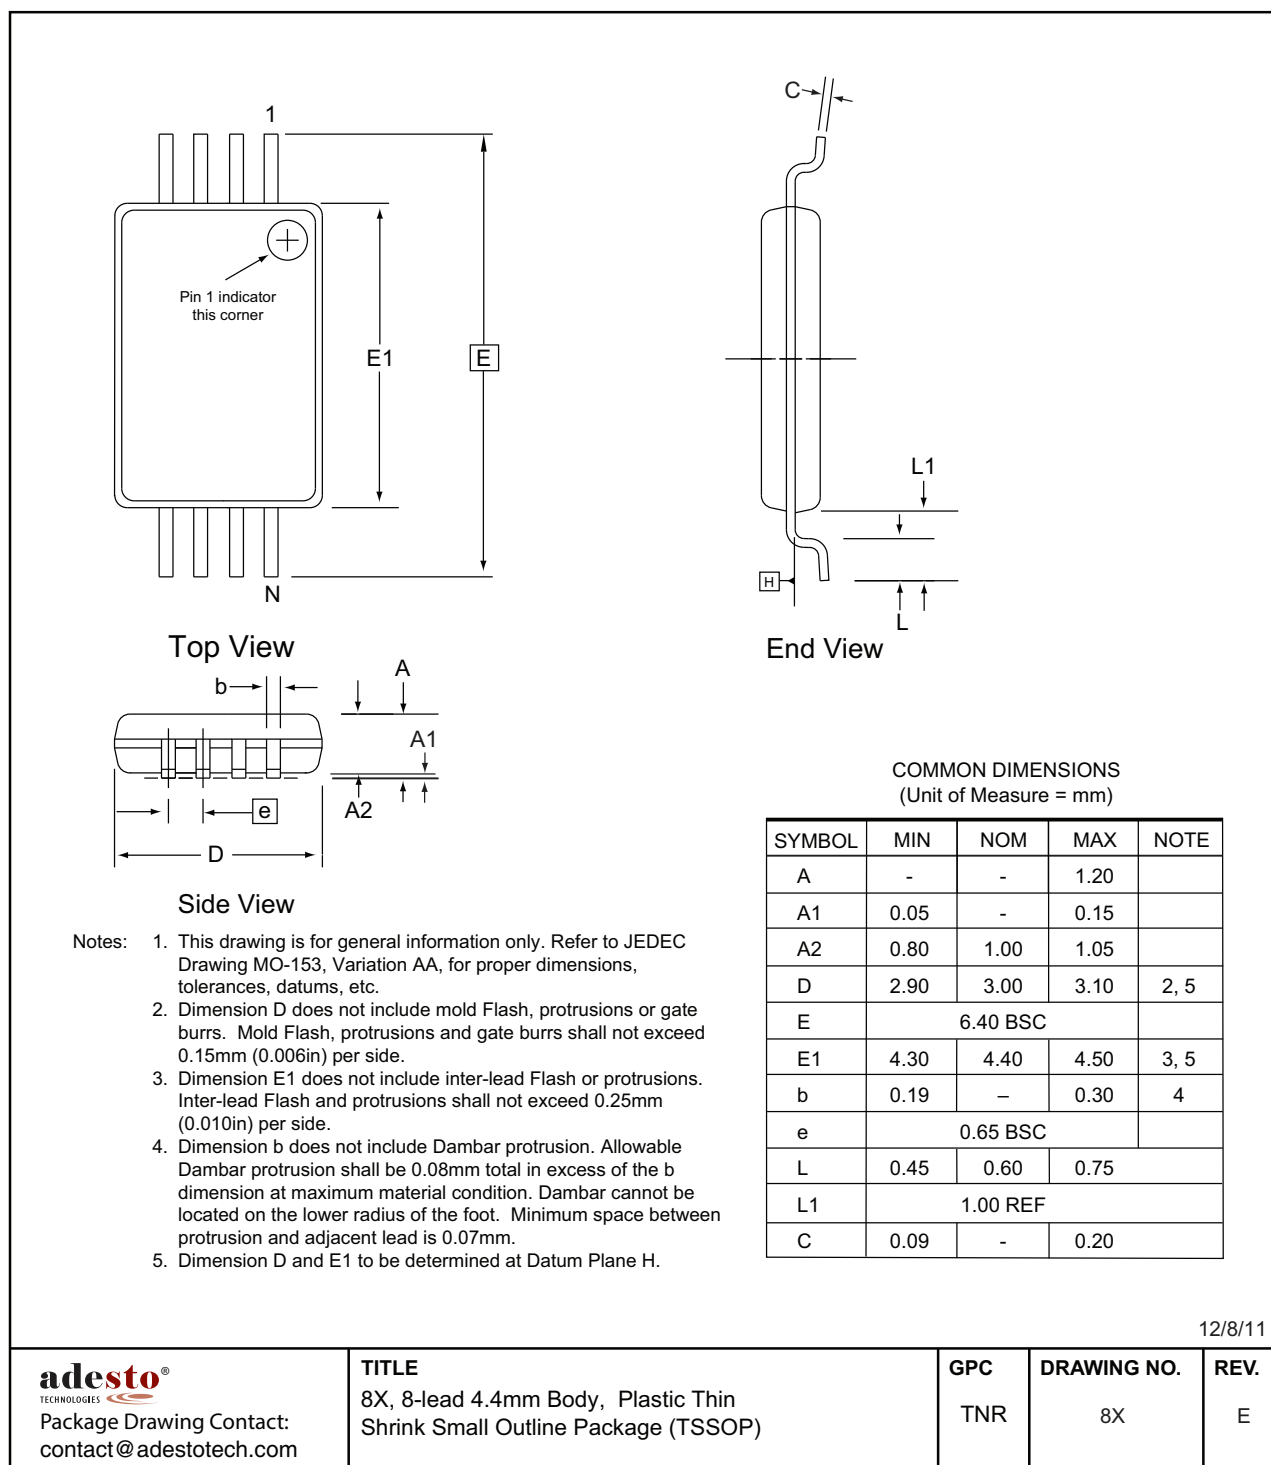 1
C
Pin 1 indicator
this corner
E1
E
L1
H
N
L
Top View
End View
b
A
A1
e
A2
D
Side View
COMMON DIMENSIONS
(Unit of Measure = mm)
SYMBOL MIN NOM MAX NOTE
A - - 1.20
A1 0.05 - 0.15
A2 0.80 1.00 1.05
D 2.90 3.00 3.10 2, 5
E 6.40 BSC
E1 4.30 4.40 4.50 3, 5
b 0.19 – 0.30 4
e 0.65 BSC
L 0.45 0.60 0.75
L1 1.00 REF
C 0.09 - 0.20
Notes: 1. This drawing is for general information only. Refer to JEDEC
Drawing MO-153, Variation AA, for proper dimensions,
tolerances, datums, etc.
2. Dimension D does not include mold Flash, protrusions or gate
burrs. Mold Flash, protrusions and gate burrs shall not exceed
0.15mm (0.006in) per side.
3. Dimension E1 does not include inter-lead Flash or protrusions.
Inter-lead Flash and protrusions shall not exceed 0.25mm
(0.010in) per side.
4. Dimension b does not include Dambar protrusion. Allowable
Dambar protrusion shall be 0.08mm total in excess of the b
dimension at maximum material condition. Dambar cannot be
located on the lower radius of the foot. Minimum space between
protrusion and adjacent lead is 0.07mm.
5. Dimension D and E1 to be determined at Datum Plane H.
12/8/11
adesto®
TECHNOLOGIES
Package Drawing Contact:
contact@adestotech.com
TITLE
8X, 8-lead 4.4mm Body, Plastic Thin
Shrink Small Outline Package (TSSOP)
GPC
TNR
DRAWING NO.
8X
REV.
E